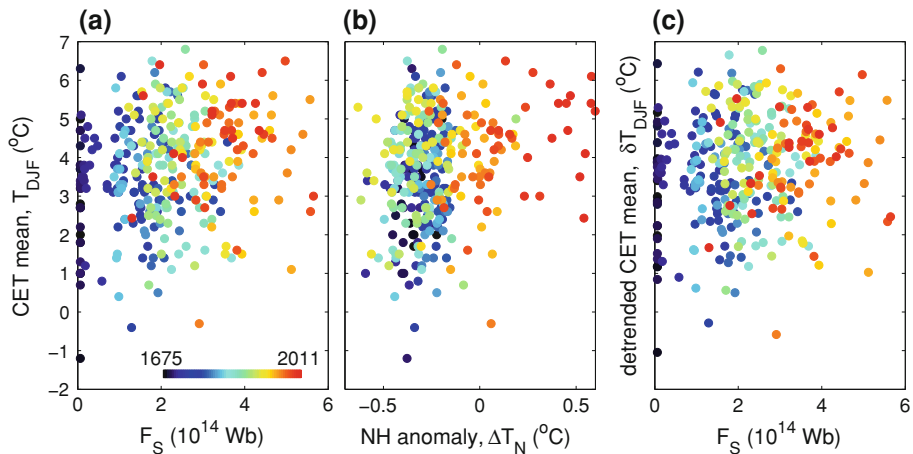 (a) (b) (c)
7
6
5
4
3
2
1
0
−1
−2
CET mean, T_DJF (°C)
1675 2011
0 2 4 6
F_S (10^14 Wb)
−0.5 0 0.5
NH anomaly, ΔT_N (°C)
detrended CET mean, δT_DJF (°C)
0 2 4 6
F_S (10^14 Wb)